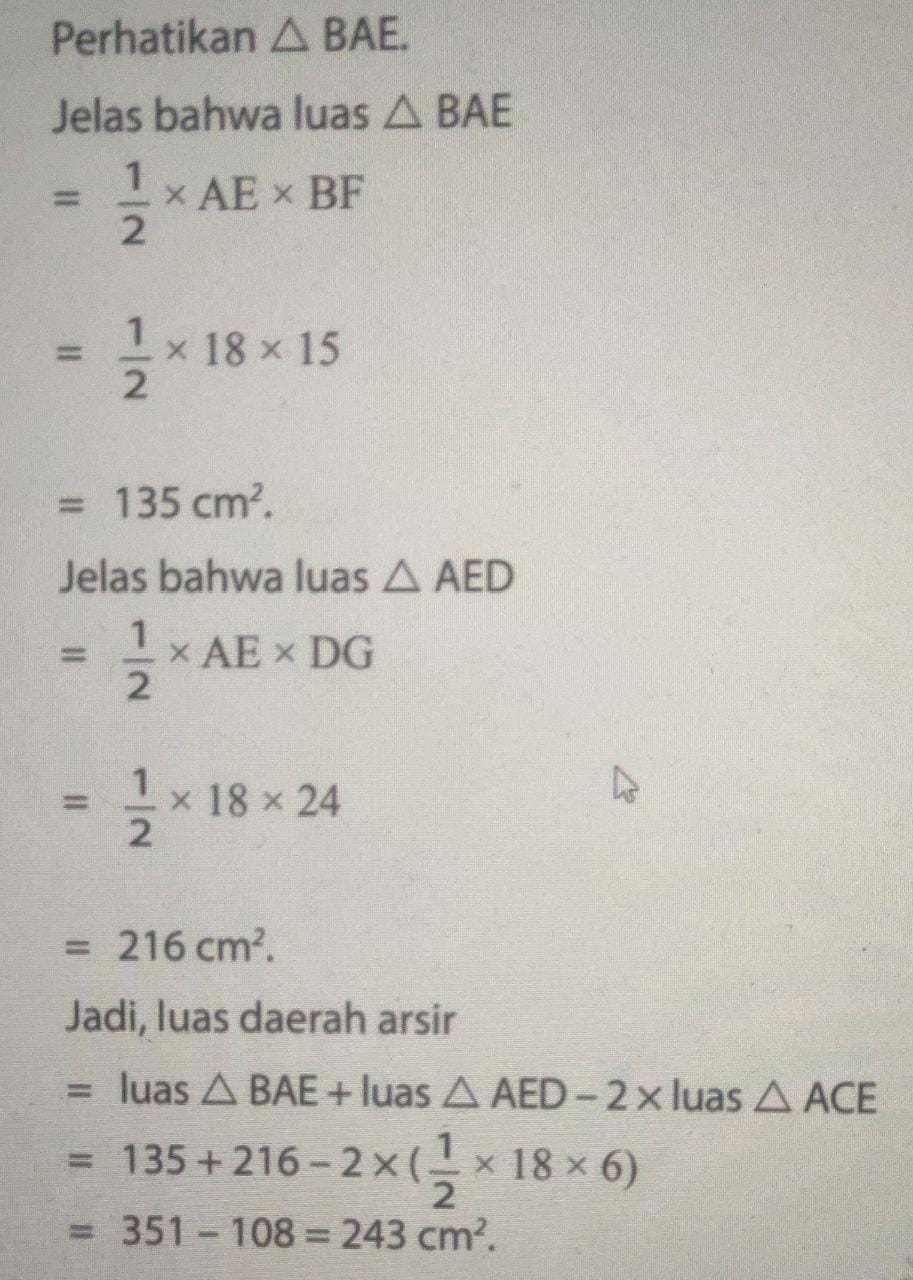 Perhatikan △ BAE.
Jelas bahwa luas △ BAE
= 1/2 × AE × BF
= 1/2 × 18 × 15
= 135 cm².
Jelas bahwa luas △ AED
= 1/2 × AE × DG
= 1/2 × 18 × 24
= 216 cm².
Jadi, luas daerah arsir
= luas △ BAE + luas △ AED – 2 × luas △ ACE
= 135 + 216 – 2 × (1/2 × 18 × 6)
= 351 – 108 = 243 cm².